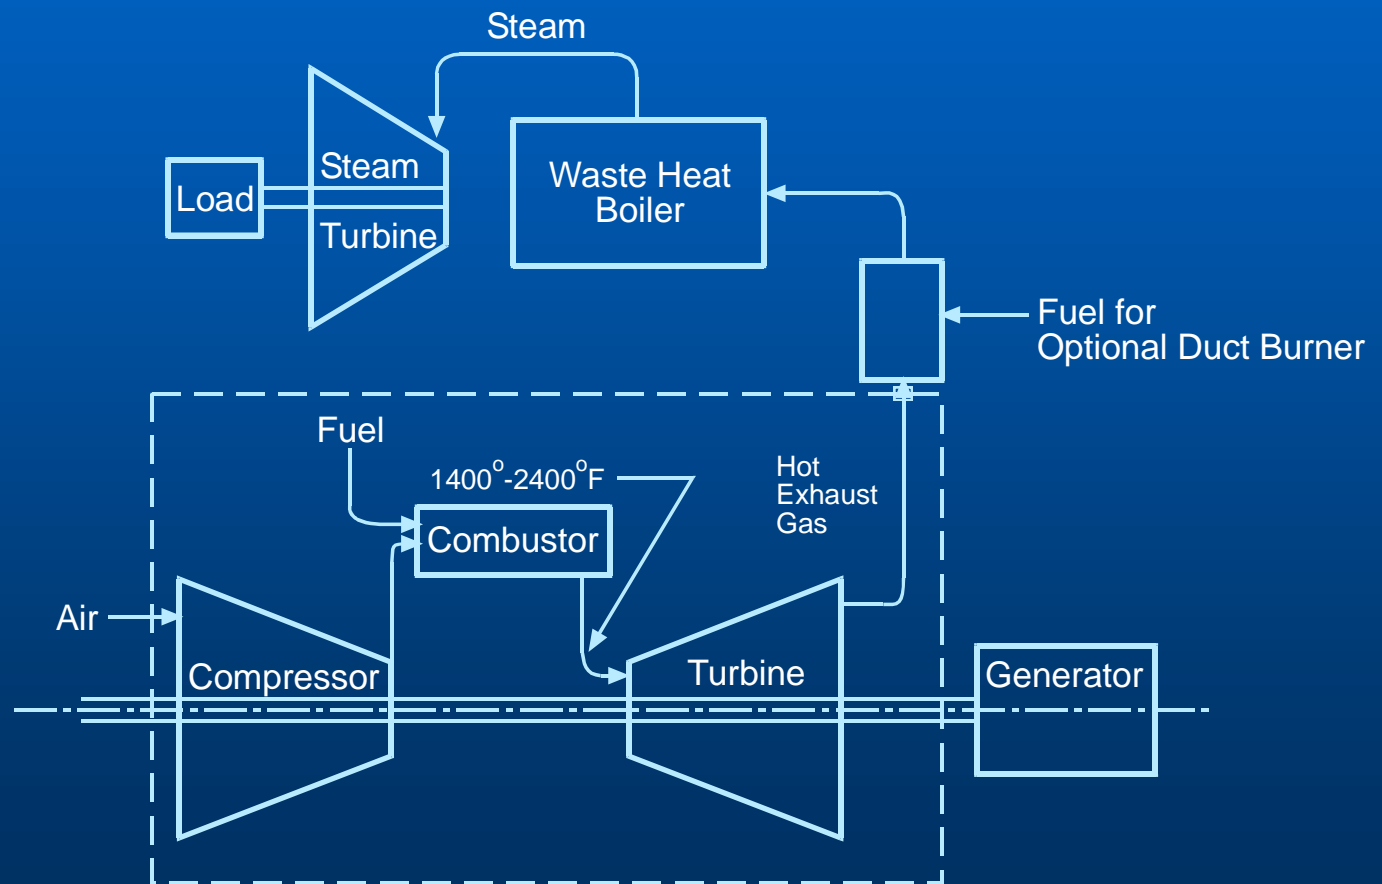 Steam
Steam
Load
Turbine
Waste Heat
Boiler
Fuel for
Optional Duct Burner
Fuel
1400°-2400°F
Hot
Exhaust
Gas
Combustor
Air
Compressor
Turbine
Generator